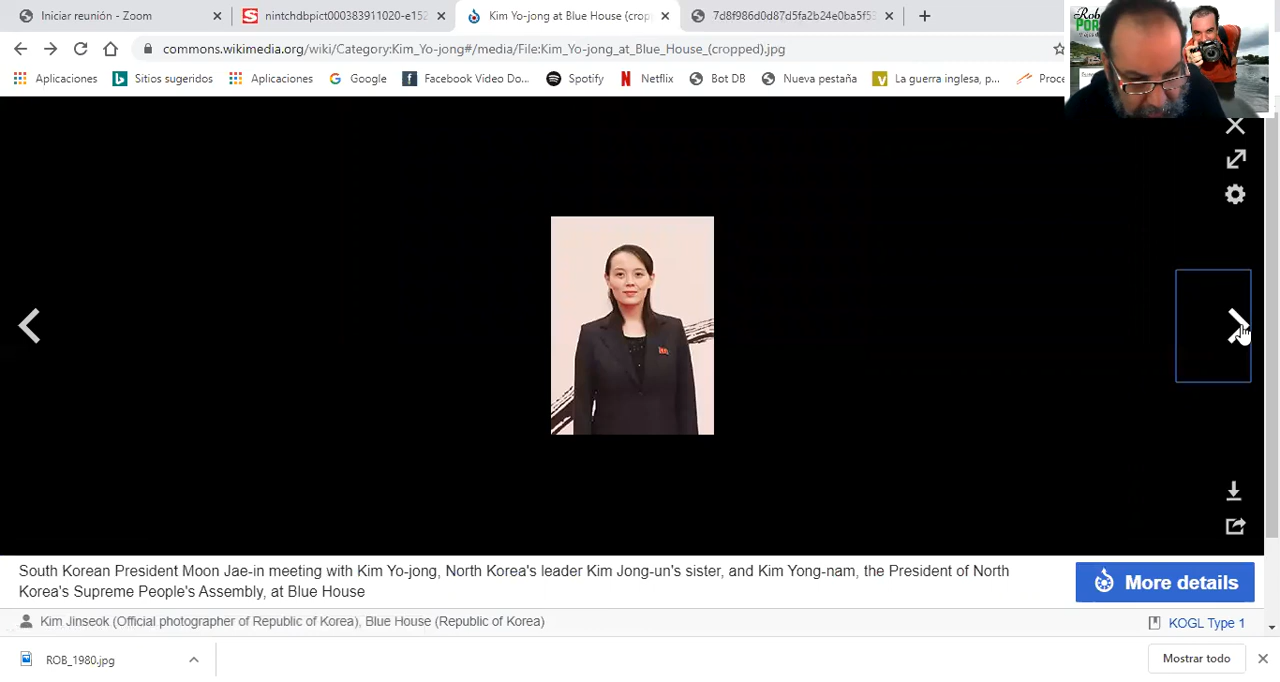 Iniciar reunión - Zoom
nintchdbpict000383911020-e152
Kim Yo-jong at Blue House (crop
7d8f986d0d87d5fa2b24e0ba5f53
commons.wikimedia.org/wiki/Category:Kim_Yo-jong#/media/File:Kim_Yo-jong_at_Blue_House_(cropped).jpg
Aplicaciones
Sitios sugeridos
Aplicaciones
Google
Facebook Video Do...
Spotify
Netflix
Bot DB
Nueva pestaña
La guerra inglesa, p...
Proce
South Korean President Moon Jae-in meeting with Kim Yo-jong, North Korea's leader Kim Jong-un's sister, and Kim Yong-nam, the President of North
Korea's Supreme People's Assembly, at Blue House
More details
Kim Jinseok (Official photographer of Republic of Korea), Blue House (Republic of Korea)
KOGL Type 1
ROB_1980.jpg
Mostrar todo